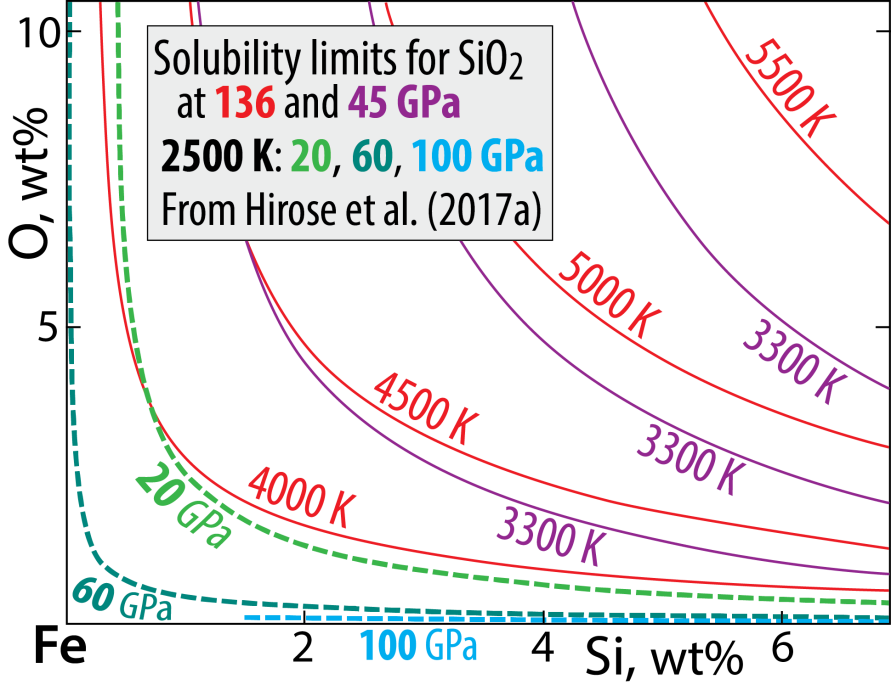 10
Solubility limits for SiO₂
at 136 and 45 GPa
2500 K: 20, 60, 100 GPa
From Hirose et al. (2017a)
O, wt%
5500 K
5000 K
3300 K
5
4500 K
3300 K
4000 K
20 GPa
3300 K
60 GPa
Fe
2
100 GPa
4
Si, wt%
6